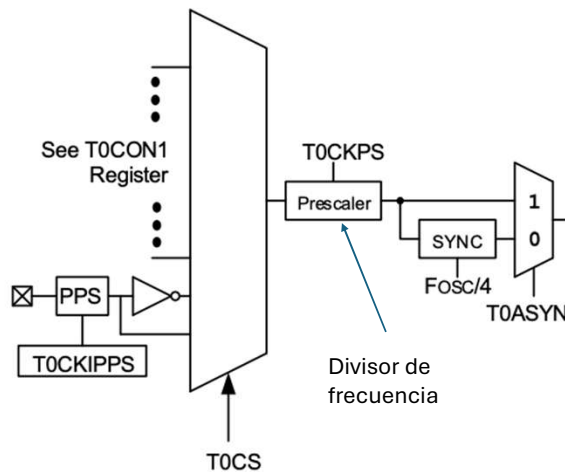 See T0CON1
Register
T0CKPS
Prescaler
1
0
SYNC
FOSC/4
T0ASYN
PPS
T0CKIPPS
T0CS
Divisor de
frecuencia